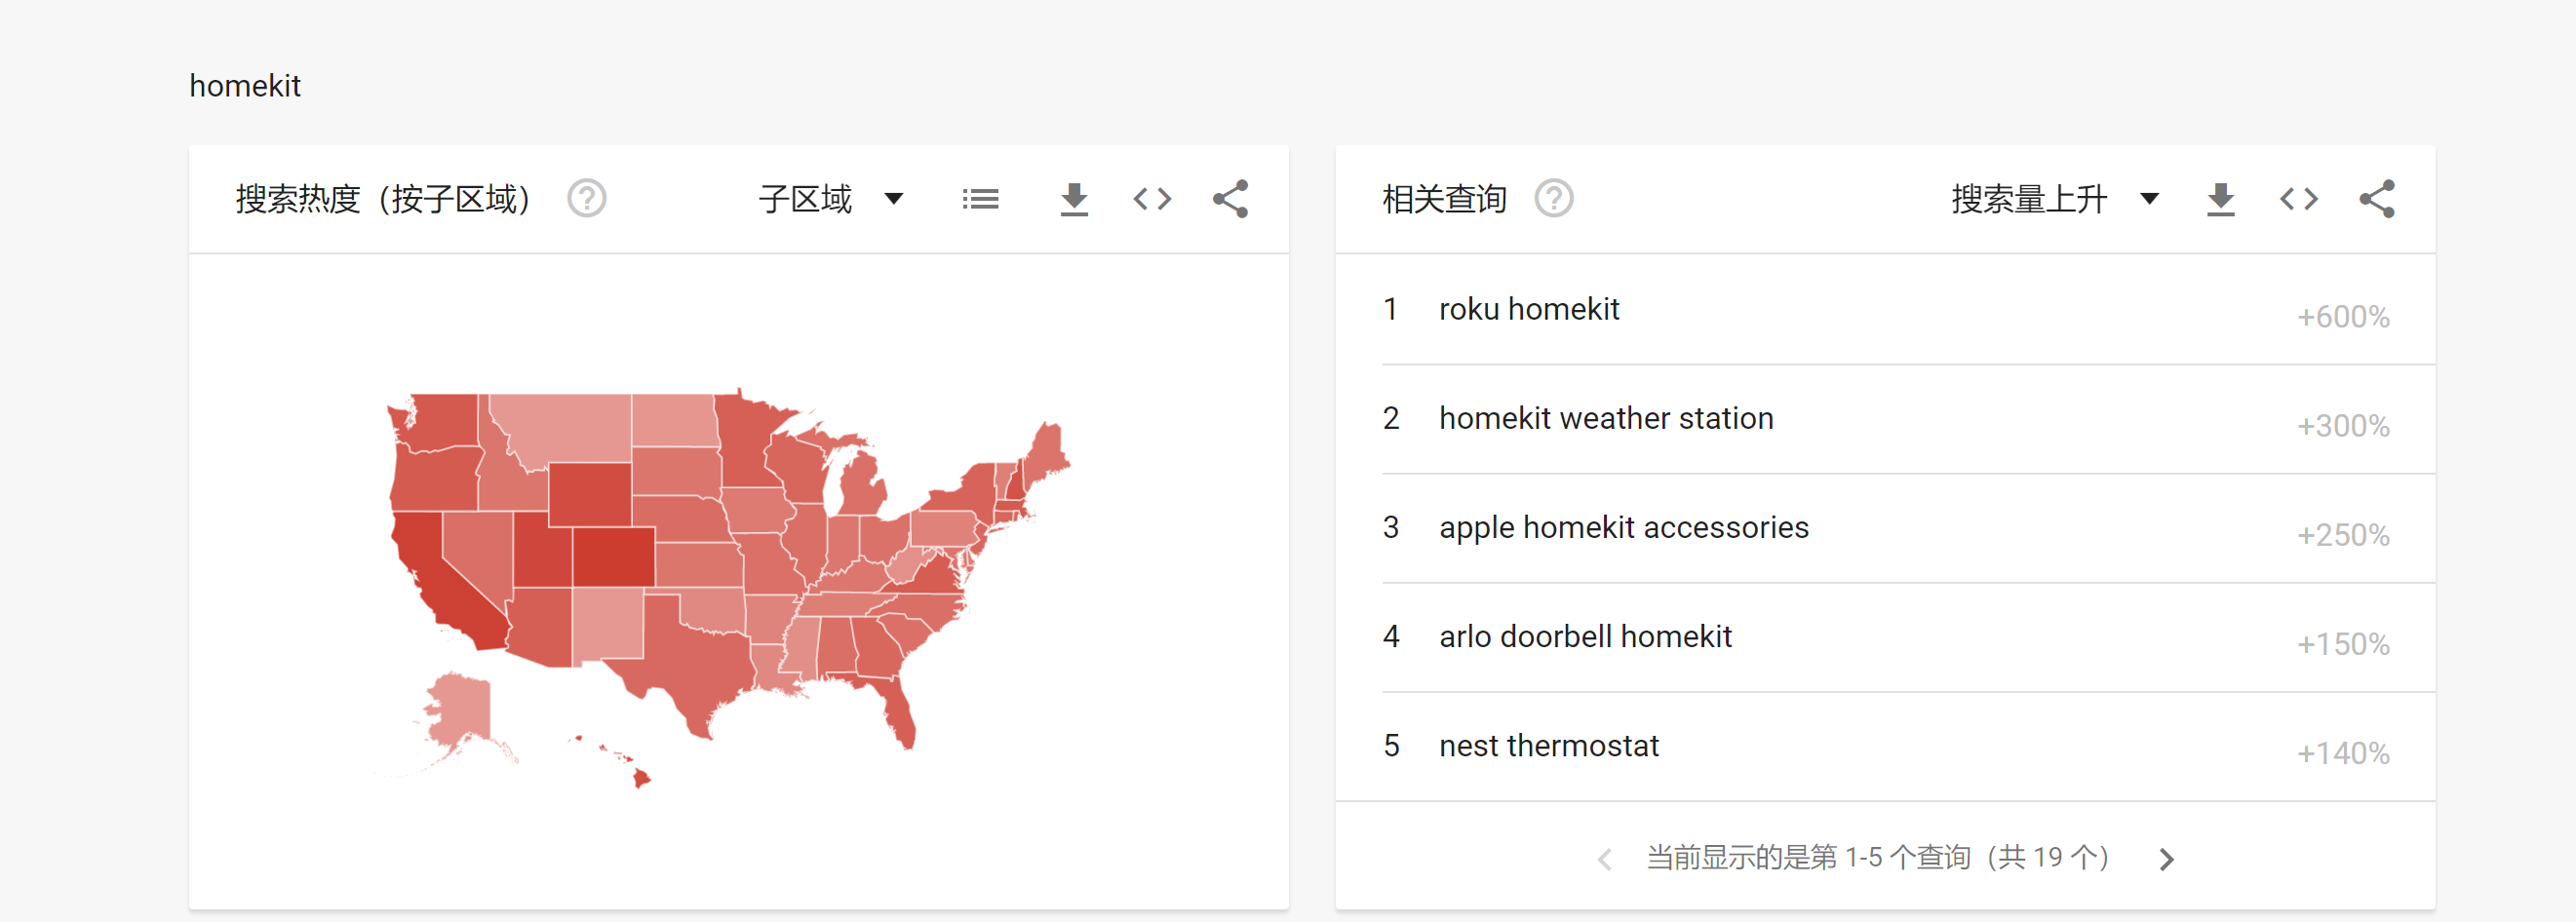 homekit
搜索热度（按子区域）
子区域
相关查询
搜索量上升
1 roku homekit +600%
2 homekit weather station +300%
3 apple homekit accessories +250%
4 arlo doorbell homekit +150%
5 nest thermostat +140%
当前显示的是第 1-5 个查询（共 19 个）